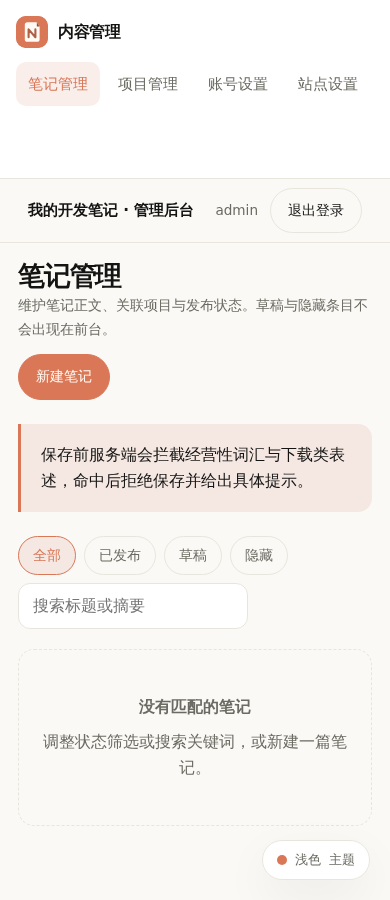 内容管理
笔记管理 项目管理 账号设置 站点设置
我的开发笔记 · 管理后台 admin 退出登录
笔记管理
维护笔记正文、关联项目与发布状态。草稿与隐藏条目不
会出现在前台。
新建笔记
保存前服务端会拦截经营性词汇与下载类表
述，命中后拒绝保存并给出具体提示。
全部 已发布 草稿 隐藏
搜索标题或摘要
没有匹配的笔记
调整状态筛选或搜索关键词，或新建一篇笔
记。
浅色 主题